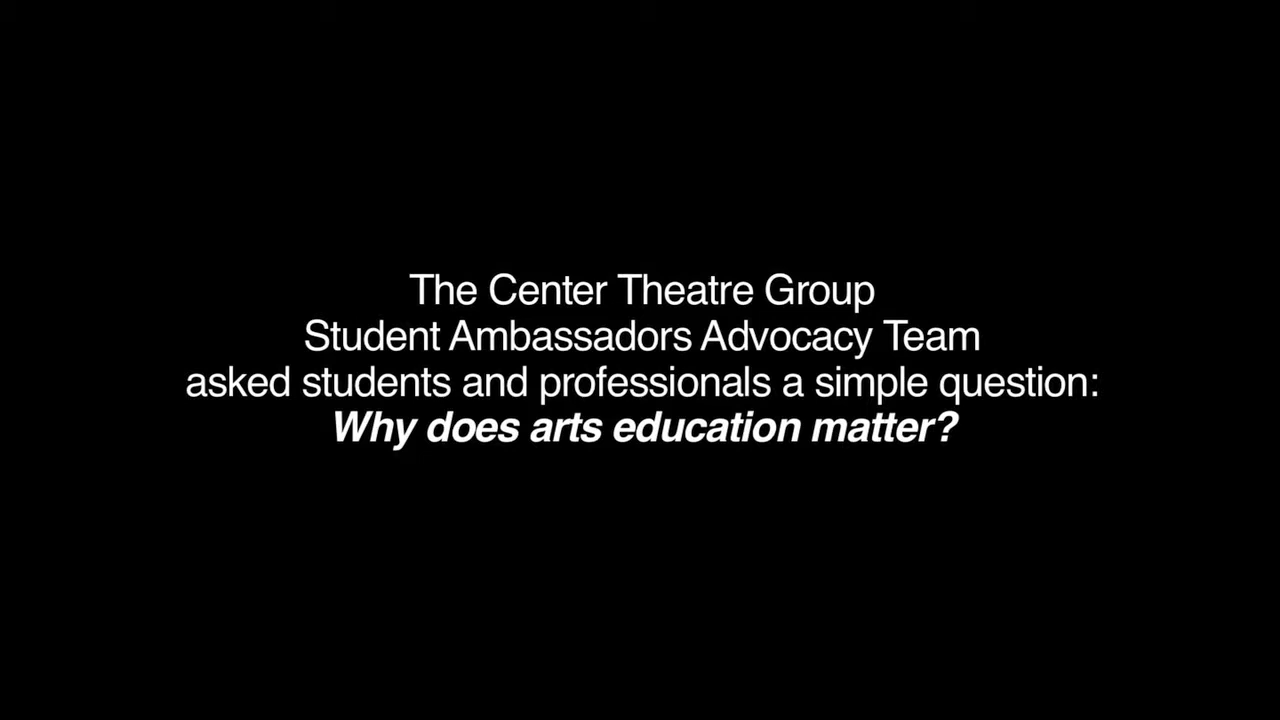 The Center Theatre Group
Student Ambassadors Advocacy Team
asked students and professionals a simple question:
Why does arts education matter?